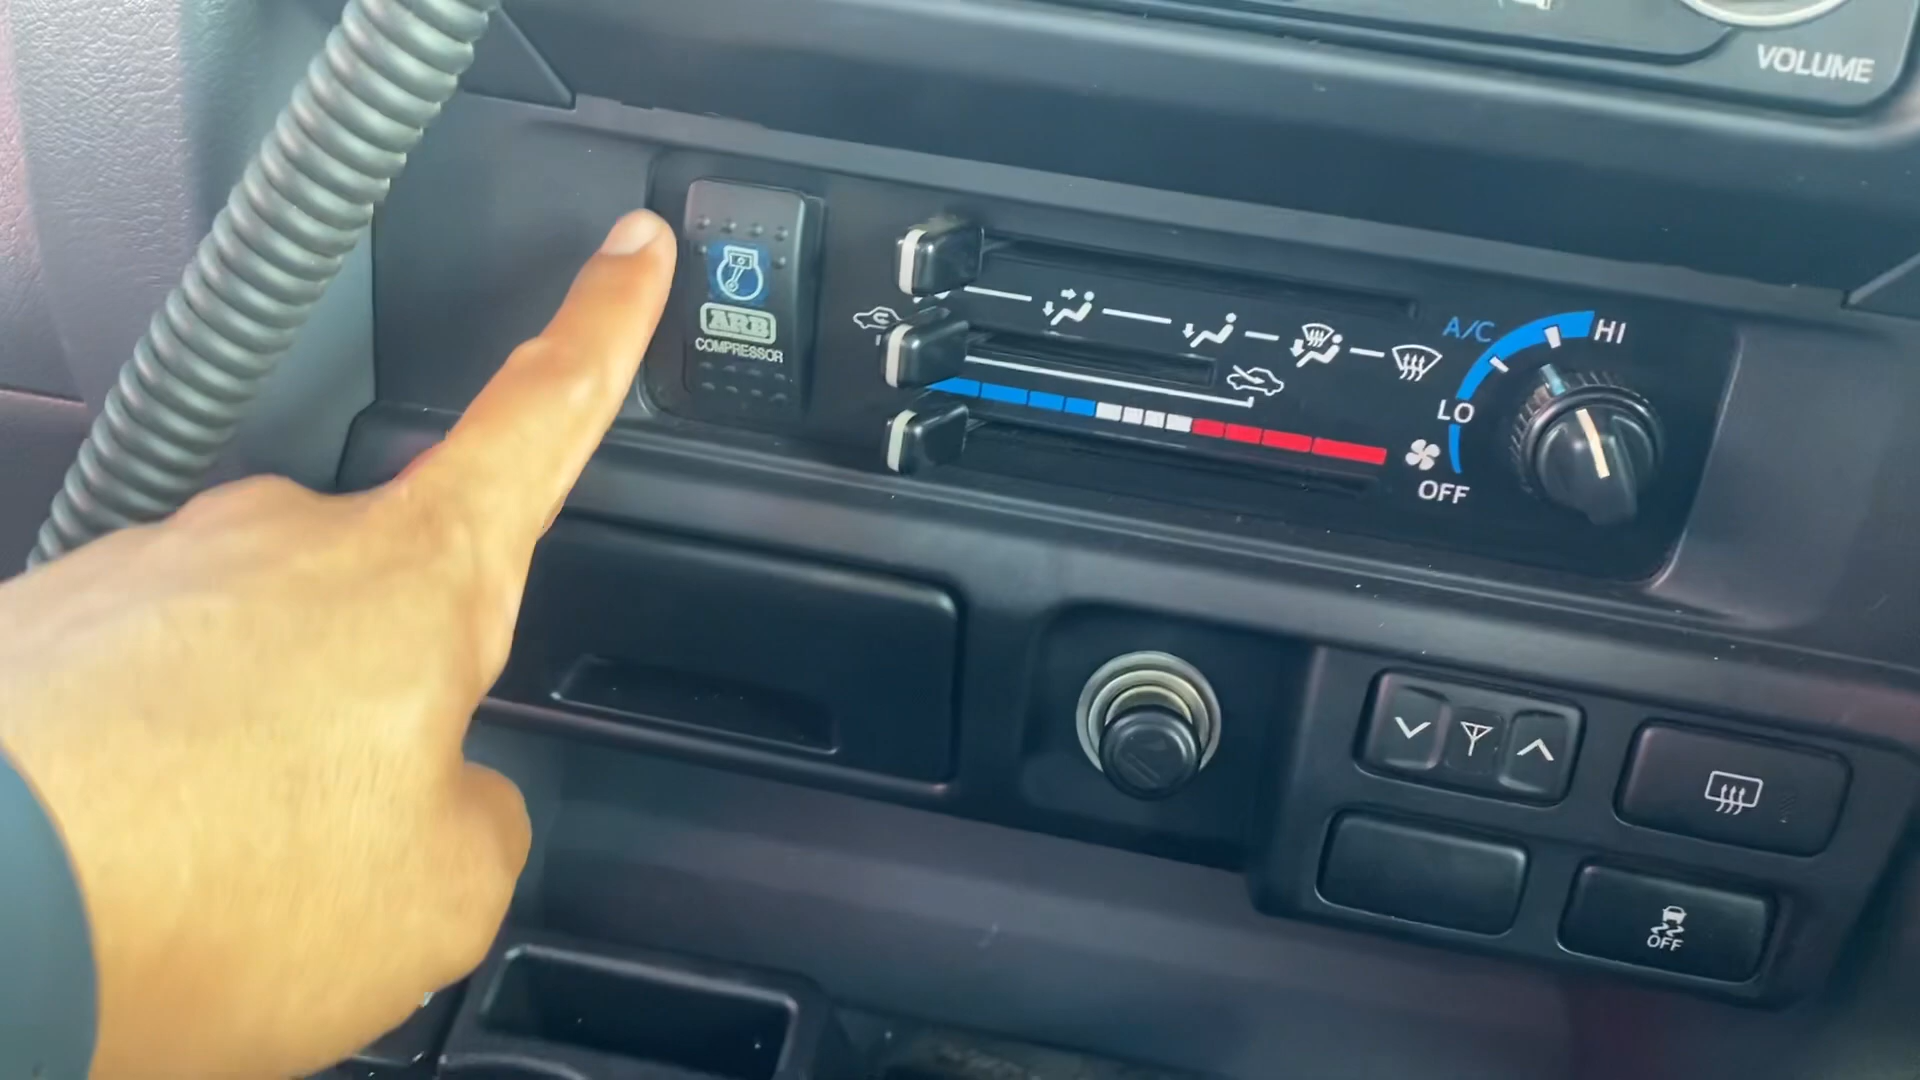 VOLUME
ARB
COMPRESSOR
A/C
HI
LO
OFF
OFF